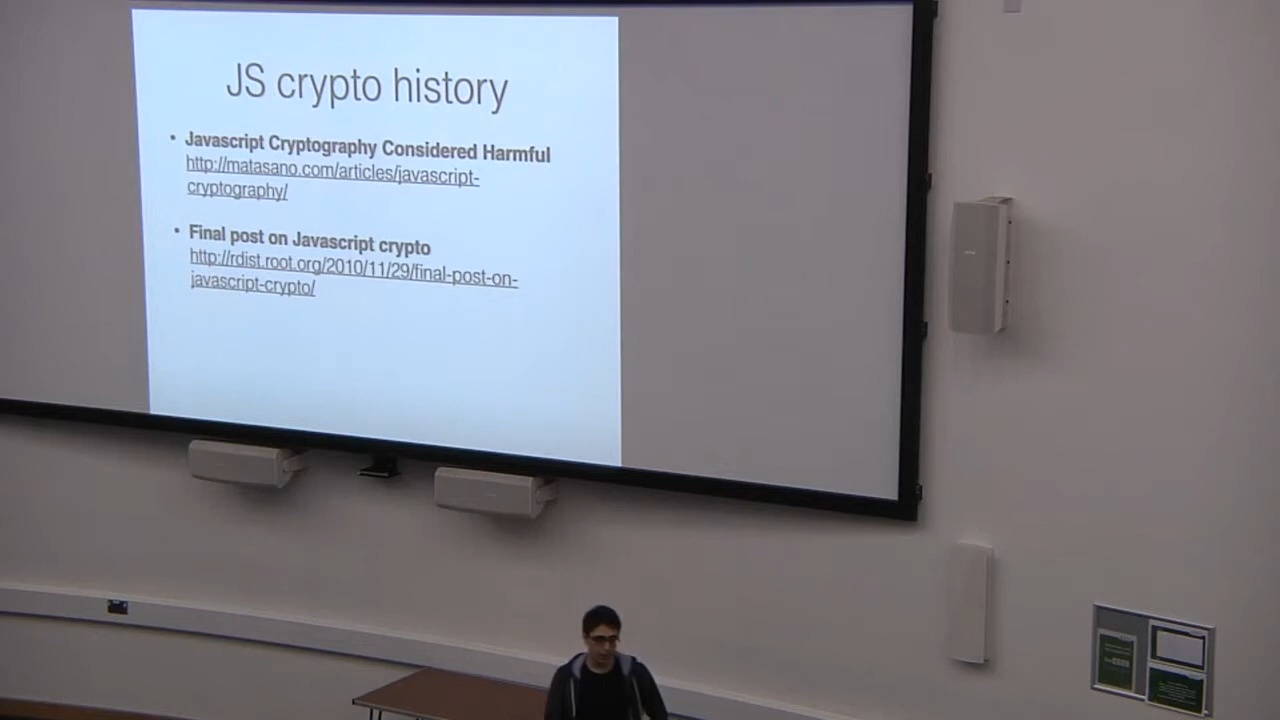 JS crypto history
• Javascript Cryptography Considered Harmful
http://matasano.com/articles/javascript-
cryptography/
• Final post on Javascript crypto
http://rdist.root.org/2010/11/29/final-post-on-
javascript-crypto/